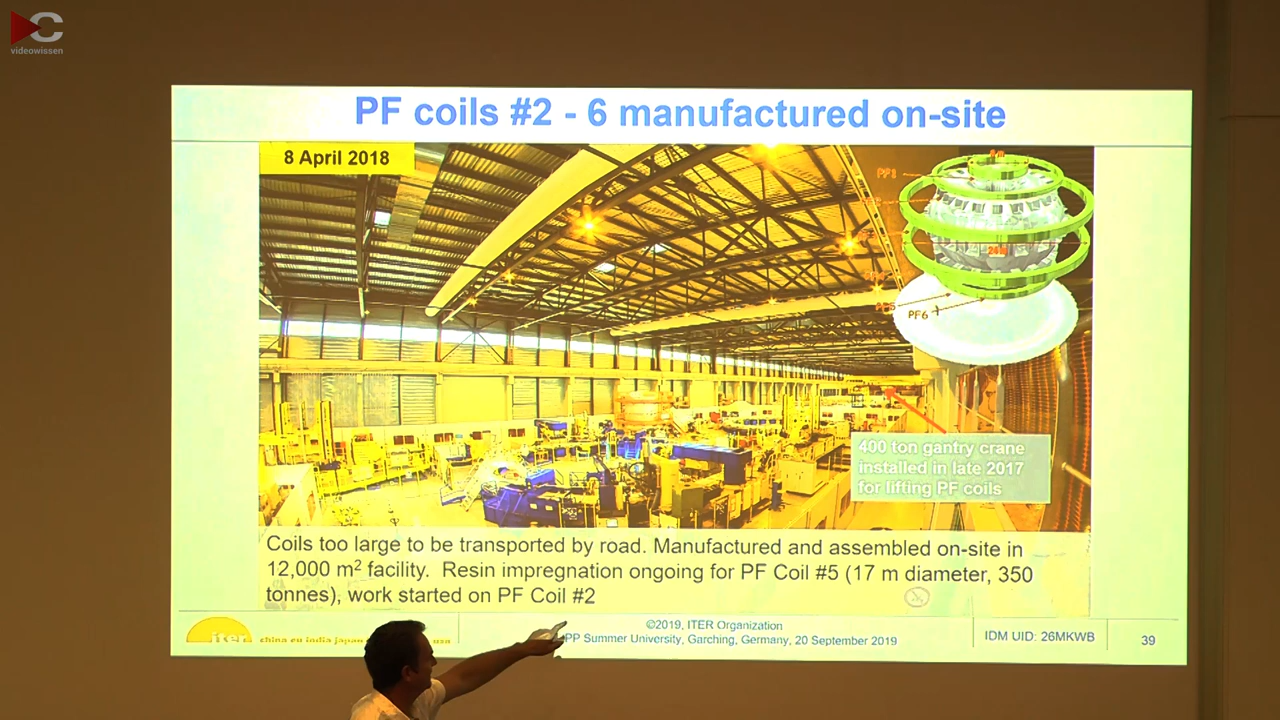 videowissen
PF coils #2 - 6 manufactured on-site
8 April 2018
8 m
PF1
24 m
PF6
400 ton gantry crane
installed in late 2017
for lifting PF coils
Coils too large to be transported by road. Manufactured and assembled on-site in
12,000 m² facility. Resin impregnation ongoing for PF Coil #5 (17 m diameter, 350
tonnes), work started on PF Coil #2
iter
china eu india japan
usa
©2019, ITER Organization
PP Summer University, Garching, Germany, 20 September 2019
IDM UID: 26MKWB
39